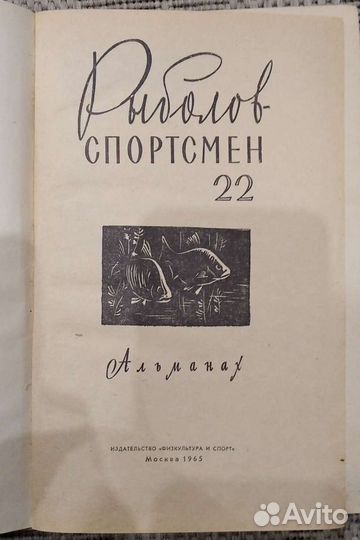 Рыболов-
СПОРТСМЕН
22
Альманах
ИЗДАТЕЛЬСТВО «ФИЗКУЛЬТУРА И СПОРТ»
Москва 1965
Avito